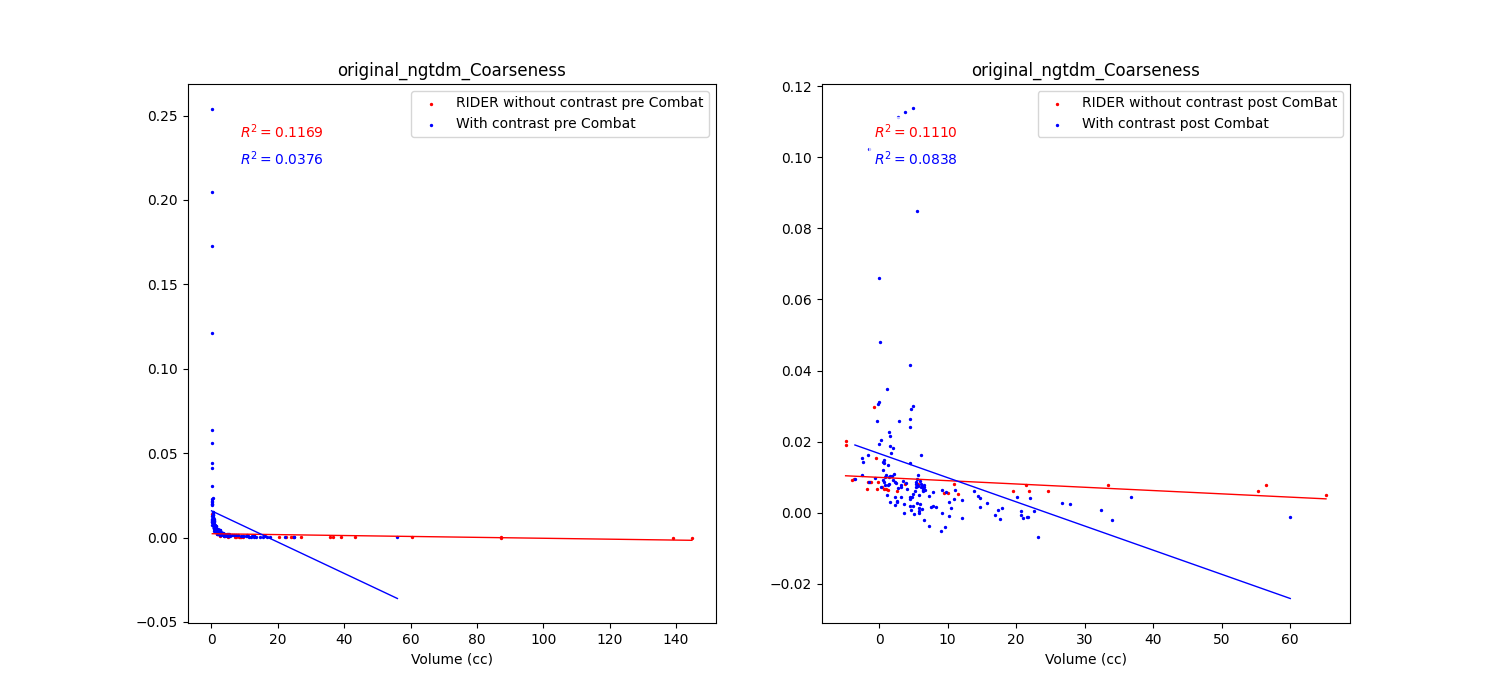 original_ngtdm_Coarseness
RIDER without contrast pre Combat
With contrast pre Combat
R² = 0.1169
R² = 0.0376
0.25
0.20
0.15
0.10
0.05
0.00
−0.05
0 20 40 60 80 100 120 140
Volume (cc)
original_ngtdm_Coarseness
RIDER without contrast post ComBat
With contrast post Combat
R² = 0.1110
R² = 0.0838
0.12
0.10
0.08
0.06
0.04
0.02
0.00
−0.02
0 10 20 30 40 50 60
Volume (cc)